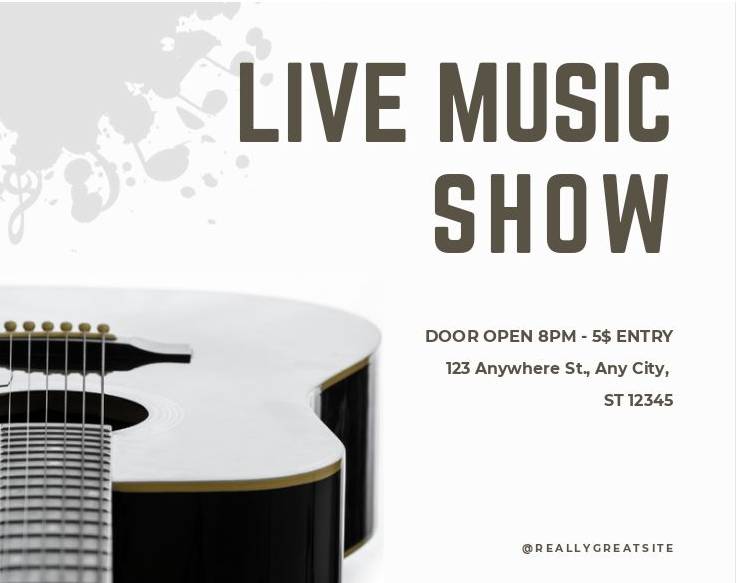 LIVE MUSIC
SHOW
DOOR OPEN 8PM - 5$ ENTRY
123 Anywhere St., Any City,
ST 12345
@REALLYGREATSITE